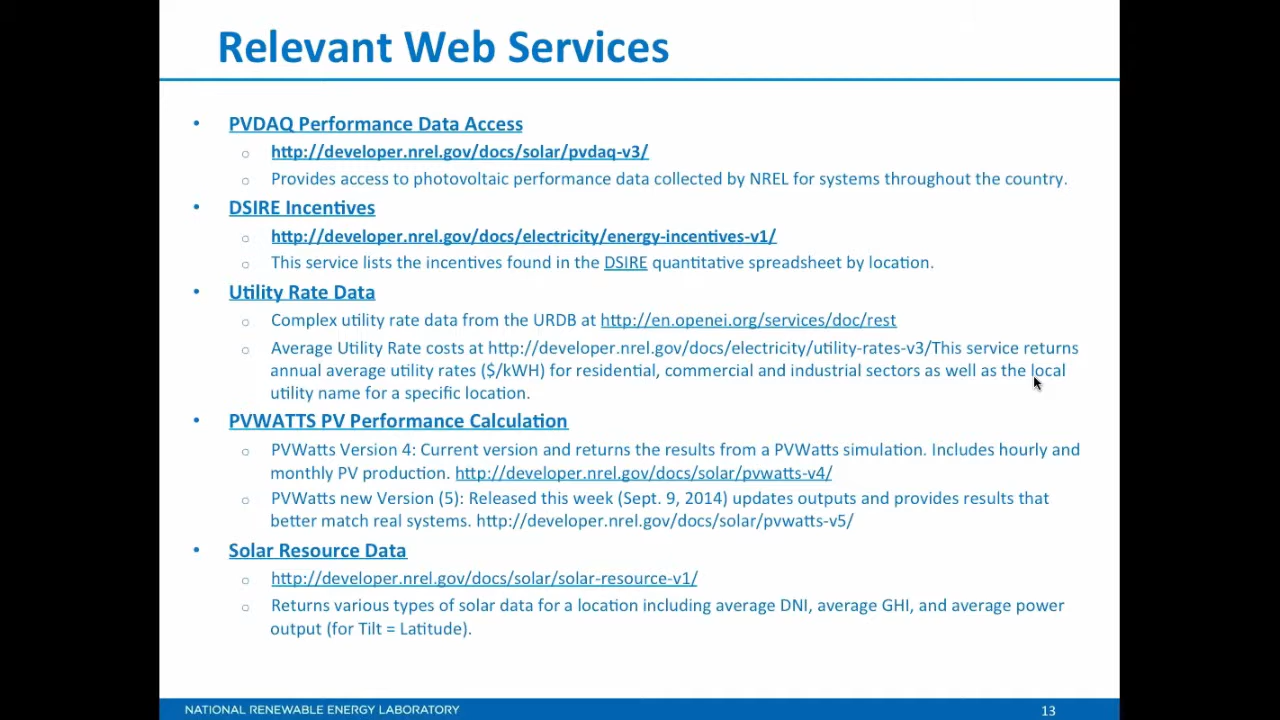 Relevant Web Services
• PVDAQ Performance Data Access
○ http://developer.nrel.gov/docs/solar/pvdaq-v3/
○ Provides access to photovoltaic performance data collected by NREL for systems throughout the country.
• DSIRE Incentives
○ http://developer.nrel.gov/docs/electricity/energy-incentives-v1/
○ This service lists the incentives found in the DSIRE quantitative spreadsheet by location.
• Utility Rate Data
○ Complex utility rate data from the URDB at http://en.openei.org/services/doc/rest
○ Average Utility Rate costs at http://developer.nrel.gov/docs/electricity/utility-rates-v3/This service returns
annual average utility rates ($/kWH) for residential, commercial and industrial sectors as well as the local
utility name for a specific location.
• PVWATTS PV Performance Calculation
○ PVWatts Version 4: Current version and returns the results from a PVWatts simulation. Includes hourly and
monthly PV production. http://developer.nrel.gov/docs/solar/pvwatts-v4/
○ PVWatts new Version (5): Released this week (Sept. 9, 2014) updates outputs and provides results that
better match real systems. http://developer.nrel.gov/docs/solar/pvwatts-v5/
• Solar Resource Data
○ http://developer.nrel.gov/docs/solar/solar-resource-v1/
○ Returns various types of solar data for a location including average DNI, average GHI, and average power
output (for Tilt = Latitude).
NATIONAL RENEWABLE ENERGY LABORATORY 13